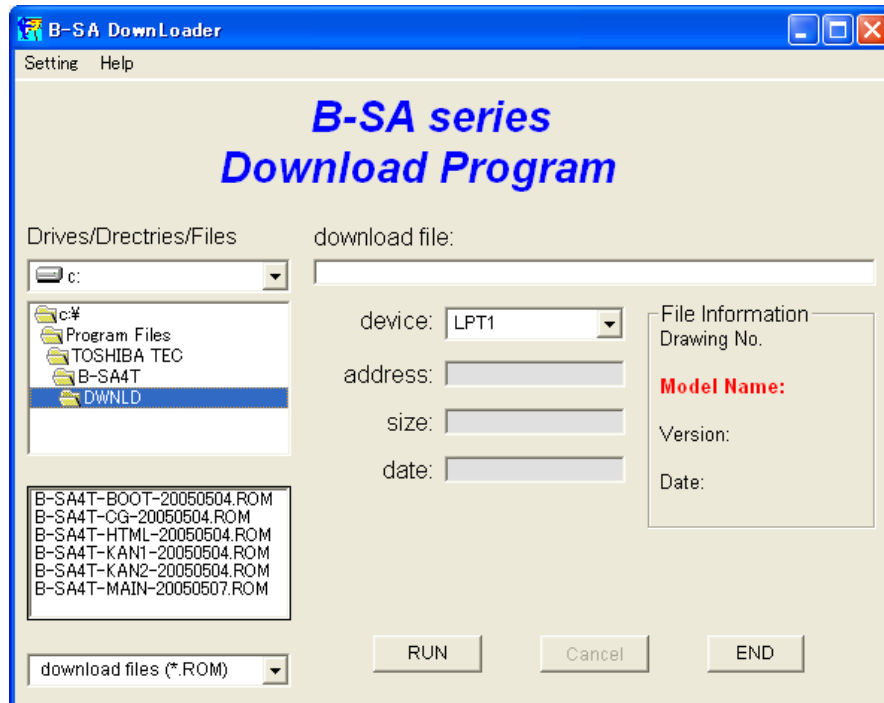 B-SA DownLoader
Setting Help
B-SA series
Download Program
Drives/Drectries/Files
c:
c:¥
Program Files
TOSHIBA TEC
B-SA4T
DWNLD
B-SA4T-BOOT-20050504.ROM
B-SA4T-CG-20050504.ROM
B-SA4T-HTML-20050504.ROM
B-SA4T-KAN1-20050504.ROM
B-SA4T-KAN2-20050504.ROM
B-SA4T-MAIN-20050507.ROM
download files (*.ROM)
download file:
device: LPT1
address:
size:
date:
File Information
Drawing No.
Model Name:
Version:
Date:
RUN
Cancel
END